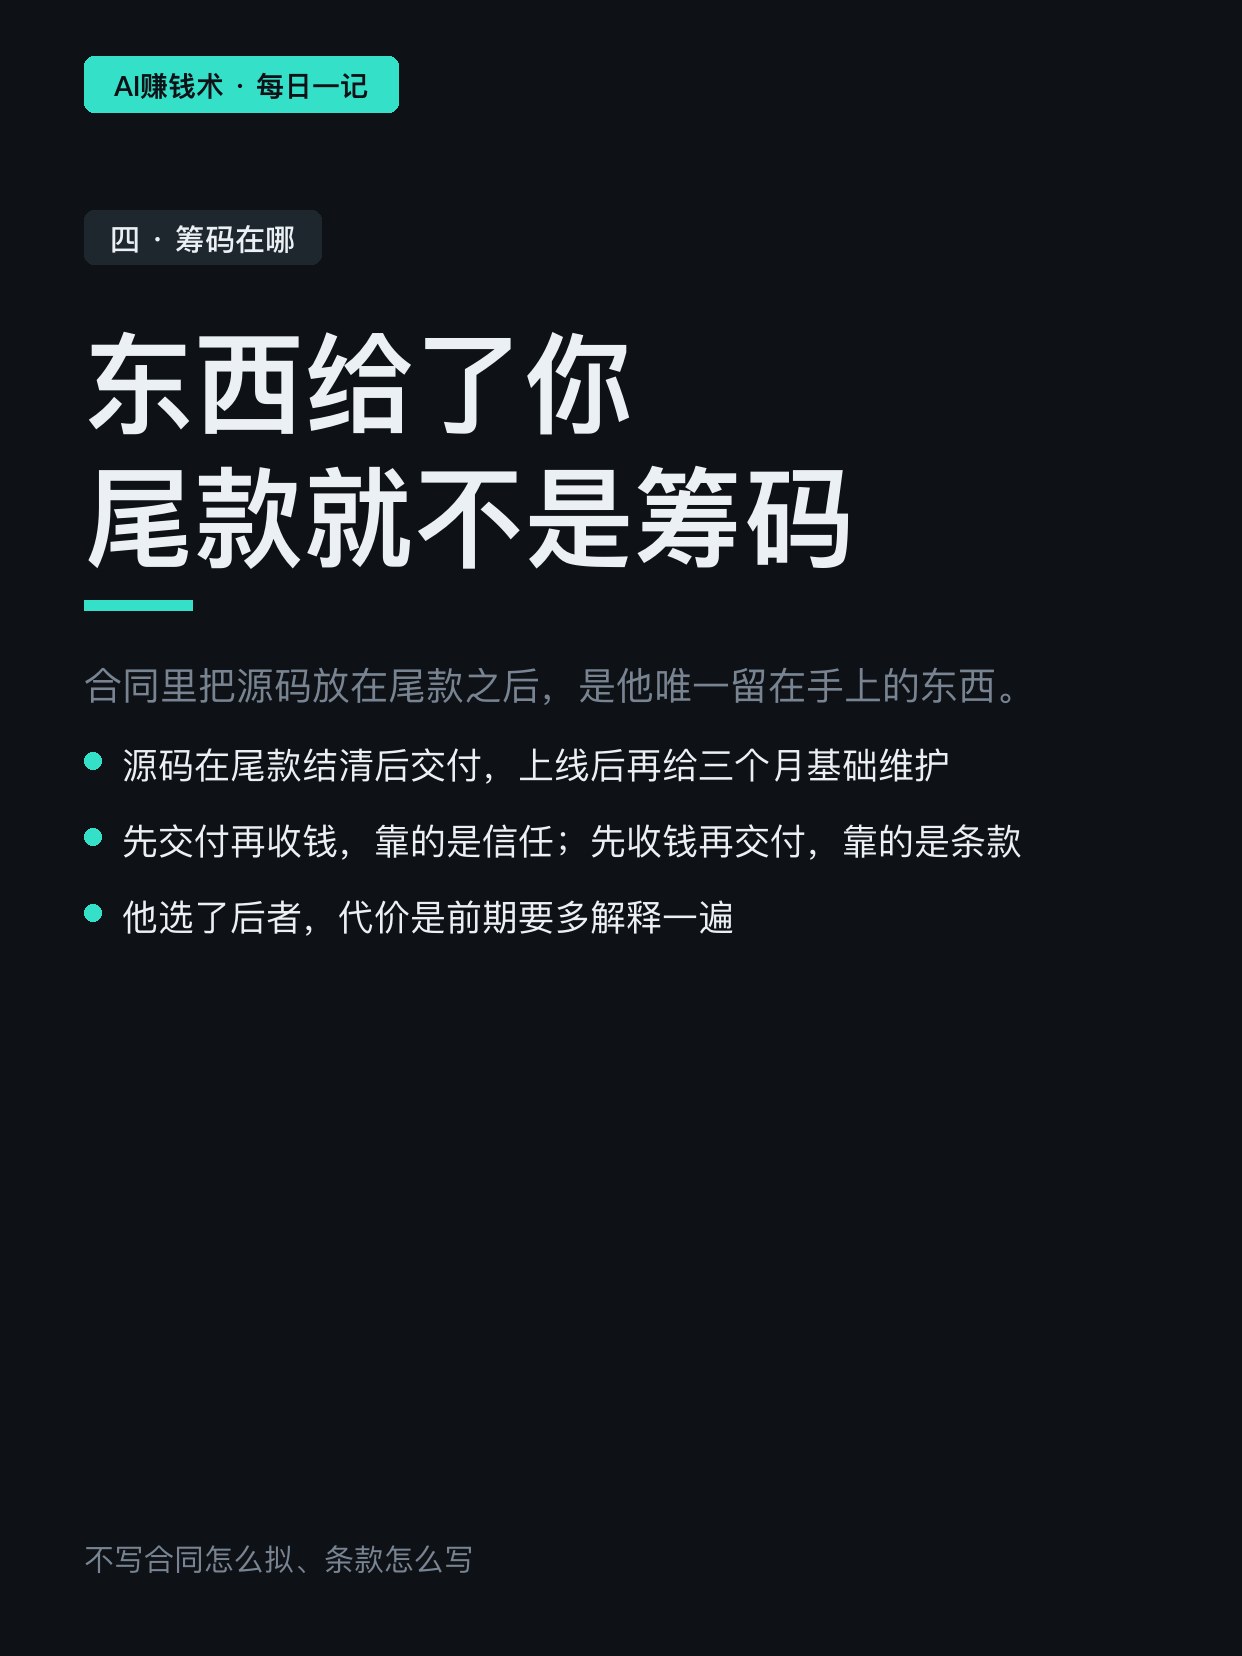 AI赚钱术 · 每日一记
四 · 筹码在哪
东西给了你
尾款就不是筹码
合同里把源码放在尾款之后，是他唯一留在手上的东西。
源码在尾款结清后交付，上线后再给三个月基础维护
先交付再收钱，靠的是信任；先收钱再交付，靠的是条款
他选了后者，代价是前期要多解释一遍
不写合同怎么拟、条款怎么写